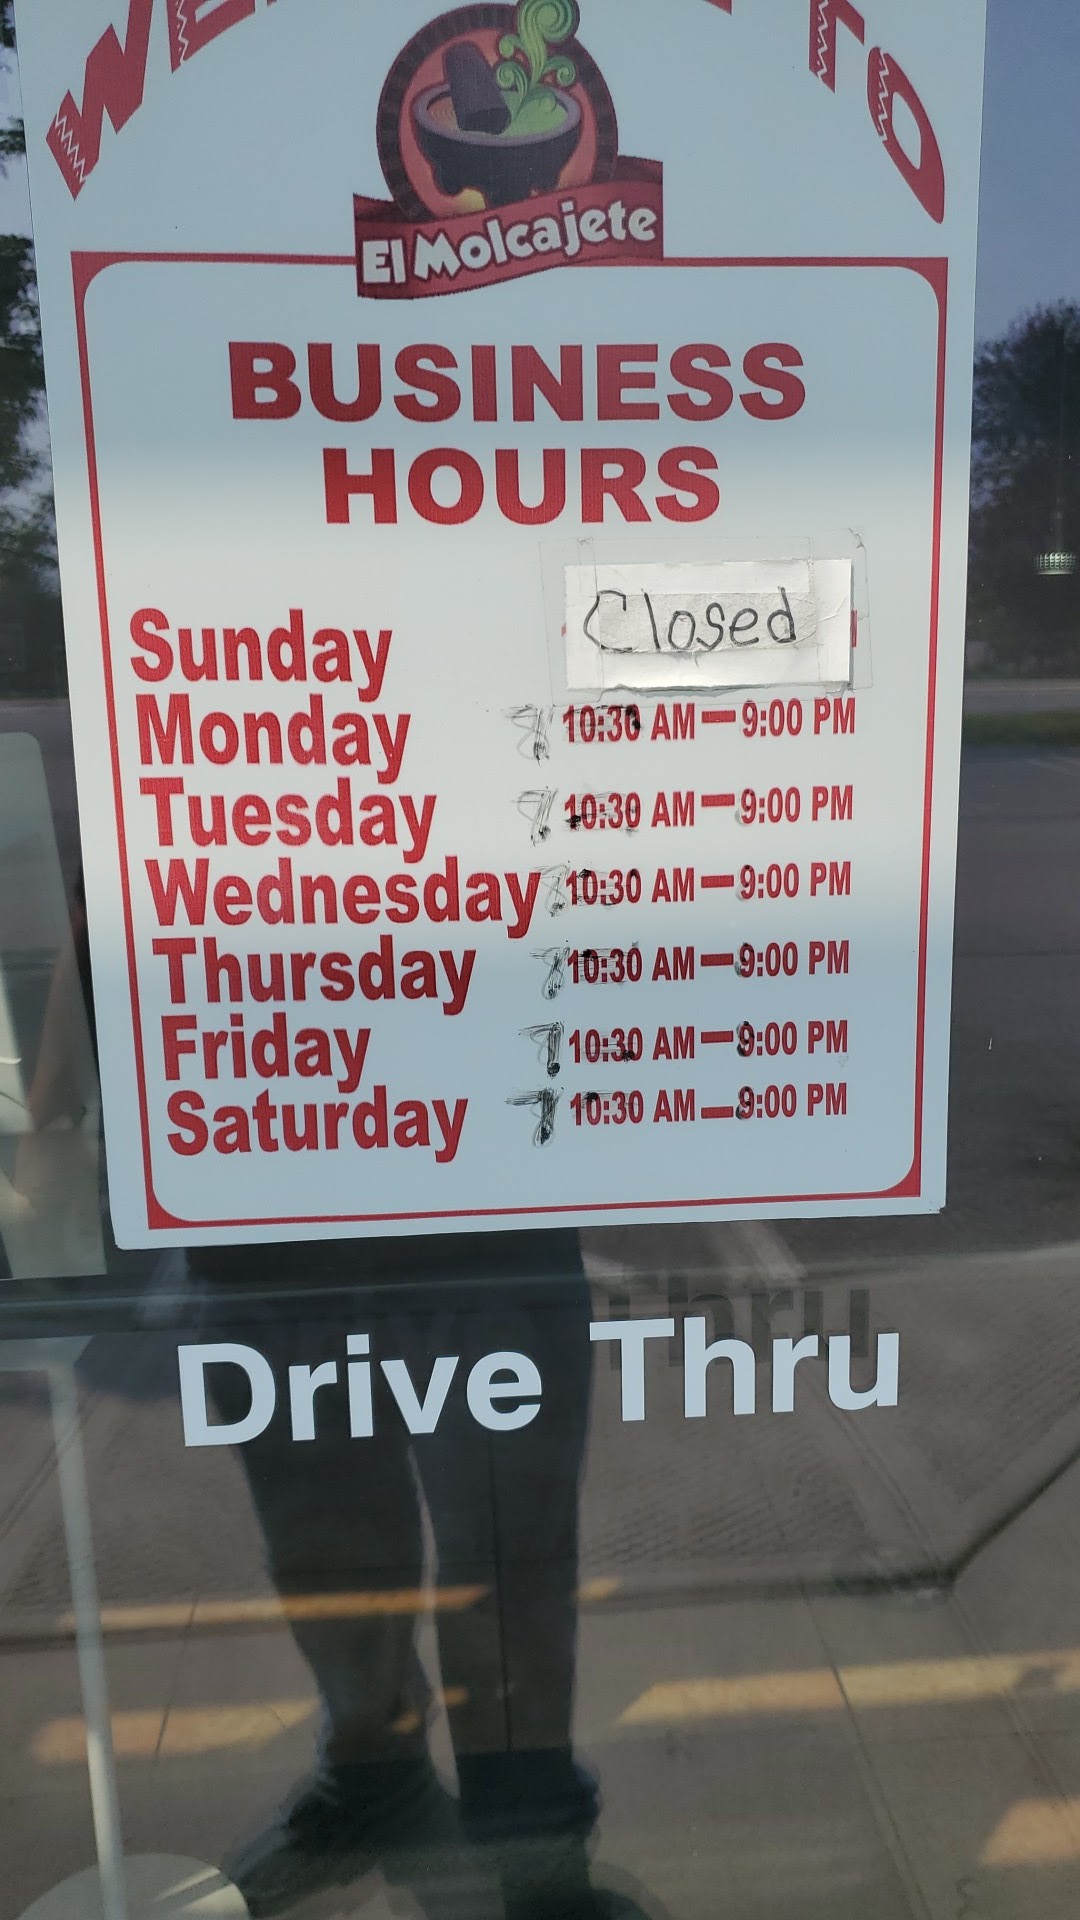 El Molcajete
BUSINESS
HOURS
Sunday Closed
Monday 10:30 AM—9:00 PM
Tuesday 10:30 AM—9:00 PM
Wednesday 10:30 AM—9:00 PM
Thursday 10:30 AM—9:00 PM
Friday 10:30 AM—9:00 PM
Saturday 10:30 AM—9:00 PM
Drive Thru